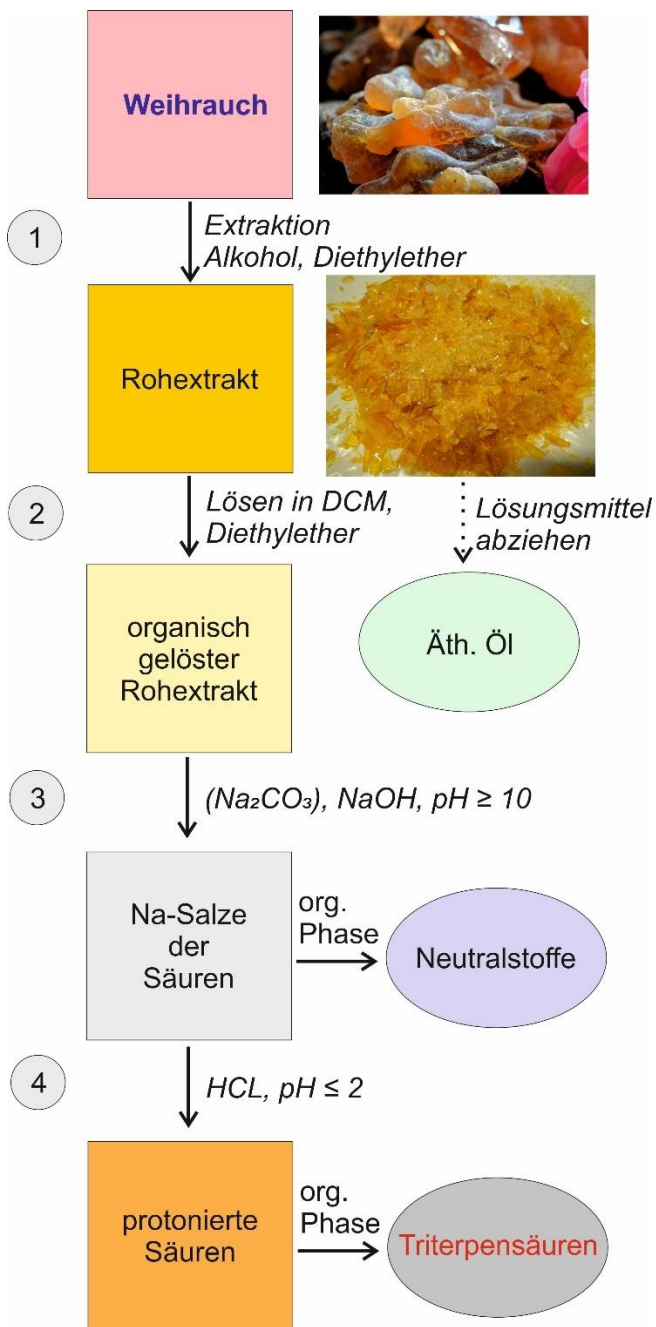 Weihrauch
1
Extraktion
Alkohol, Diethylether
Rohextrakt
2
Lösen in DCM,
Diethylether
Lösungsmittel
abziehen
organisch
gelöster
Rohextrakt
Äth. Öl
3
(Na₂CO₃), NaOH, pH ≥ 10
Na-Salze
der
Säuren
org.
Phase
Neutralstoffe
4
HCL, pH ≤ 2
protonierte
Säuren
org.
Phase
Triterpensäuren